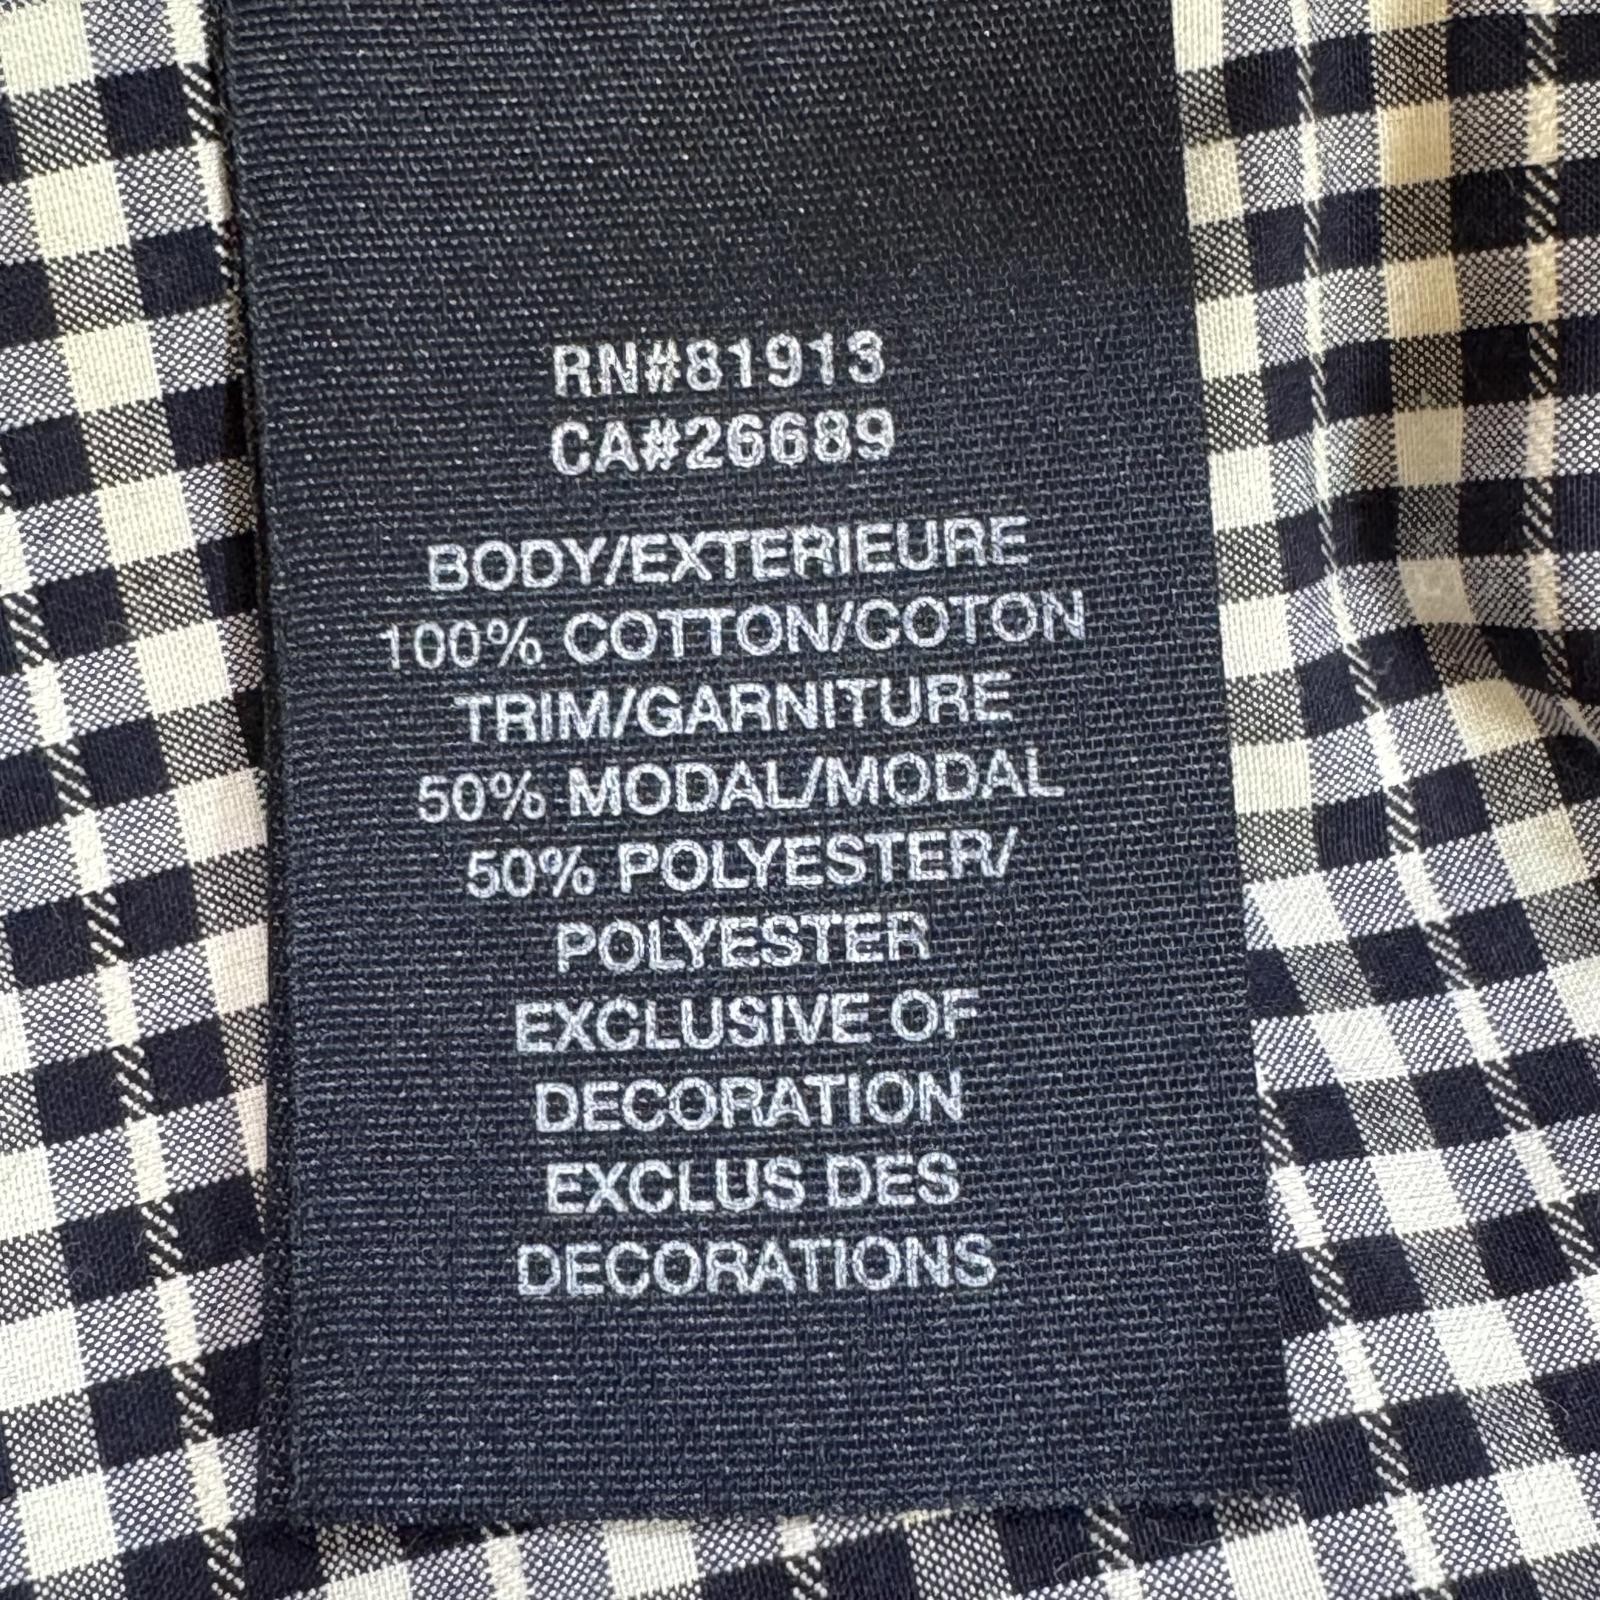 RN#81913
CA#26689
BODY/EXTERIEURE
100% COTTON/COTON
TRIM/GARNITURE
50% MODAL/MODAL
50% POLYESTER/
POLYESTER
EXCLUSIVE OF
DECORATION
EXCLUS DES
DECORATIONS